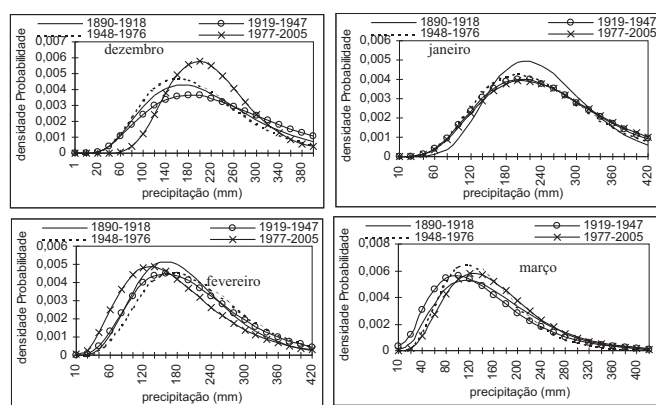 1890-1918 1919-1947
1948-1976 1977-2005
densidade Probabilidade
0,007
0,006
0,005
0,004
0,003
0,002
0,001
0
dezembro
1 20 60 100 140 180 220 260 300 360 400
precipitação (mm)
1890-1918 1919-1947
1948-1976 1977-2005
densidade Probabilidade
0,006
0,005
0,004
0,003
0,002
0,001
0
janeiro
10 60 120 180 240 300 360 420
precipitação (mm)
1890-1918 1919-1947
1948-1976 1977-2005
densidade Probabilidade
0,006
0,005
0,004
0,003
0,002
0,001
0
fevereiro
10 60 120 180 240 300 360 420
precipitação (mm)
1890-1918 1919-1947
1948-1976 1977-2005
densidade Probabilidade
0,008
0,006
0,004
0,002
0
março
10 40 80 120 160 200 240 280 320 360 400
precipitação (mm)